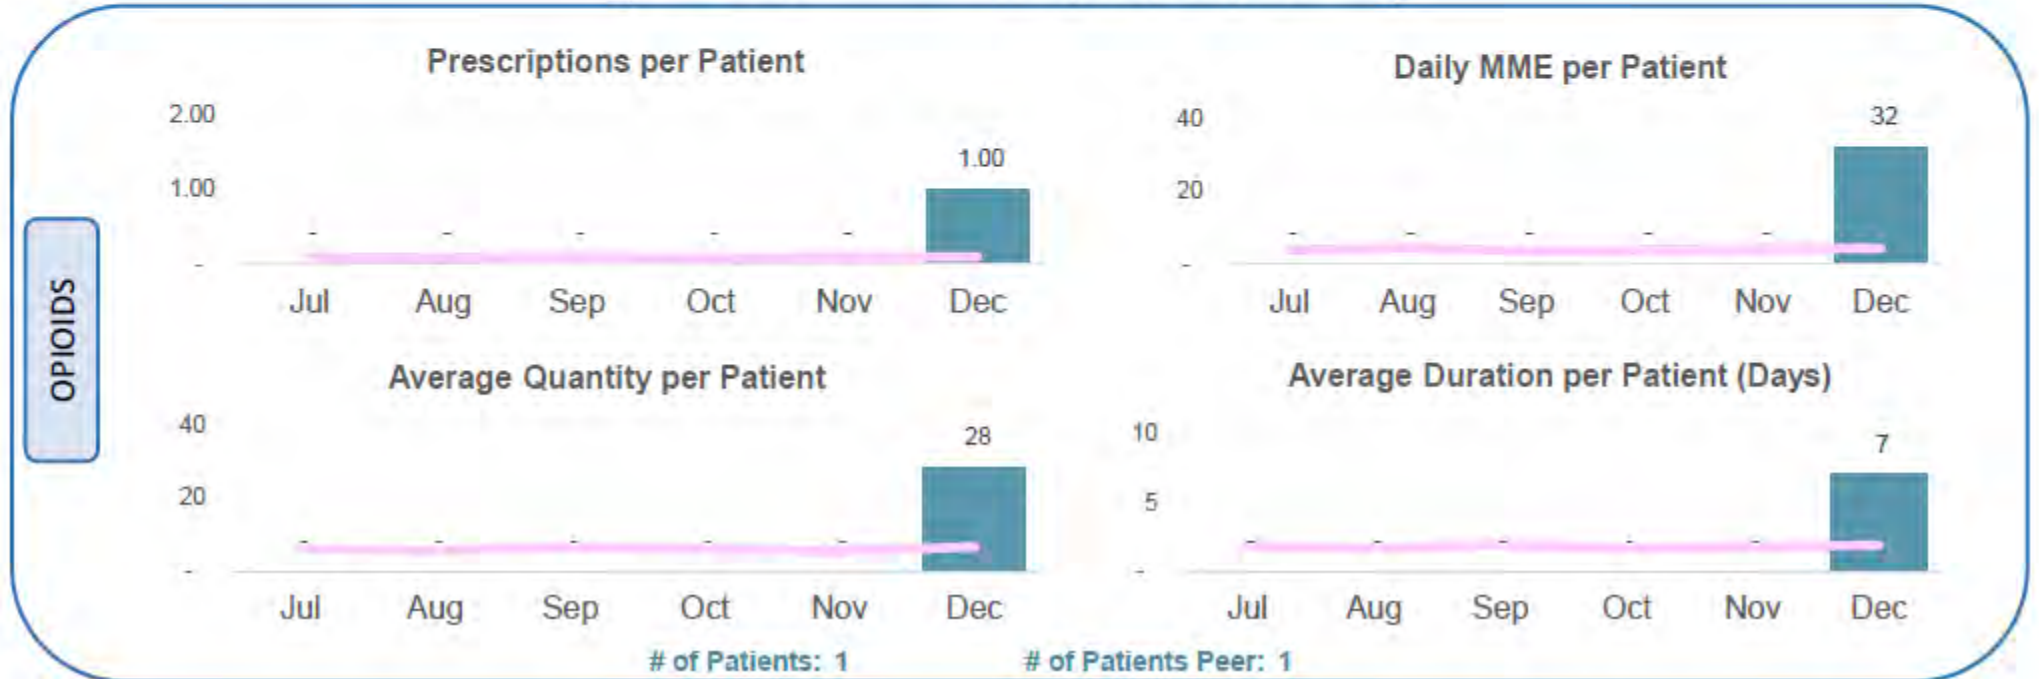 OPIOIDS
Prescriptions per Patient
2.00
1.00
-
- - - - - 1.00
Jul Aug Sep Oct Nov Dec
Daily MME per Patient
40
20
-
- - - - - 32
Jul Aug Sep Oct Nov Dec
Average Quantity per Patient
40
20
-
- - - - - 28
Jul Aug Sep Oct Nov Dec
Average Duration per Patient (Days)
10
5
-
- - - - - 7
Jul Aug Sep Oct Nov Dec
# of Patients: 1 # of Patients Peer: 1